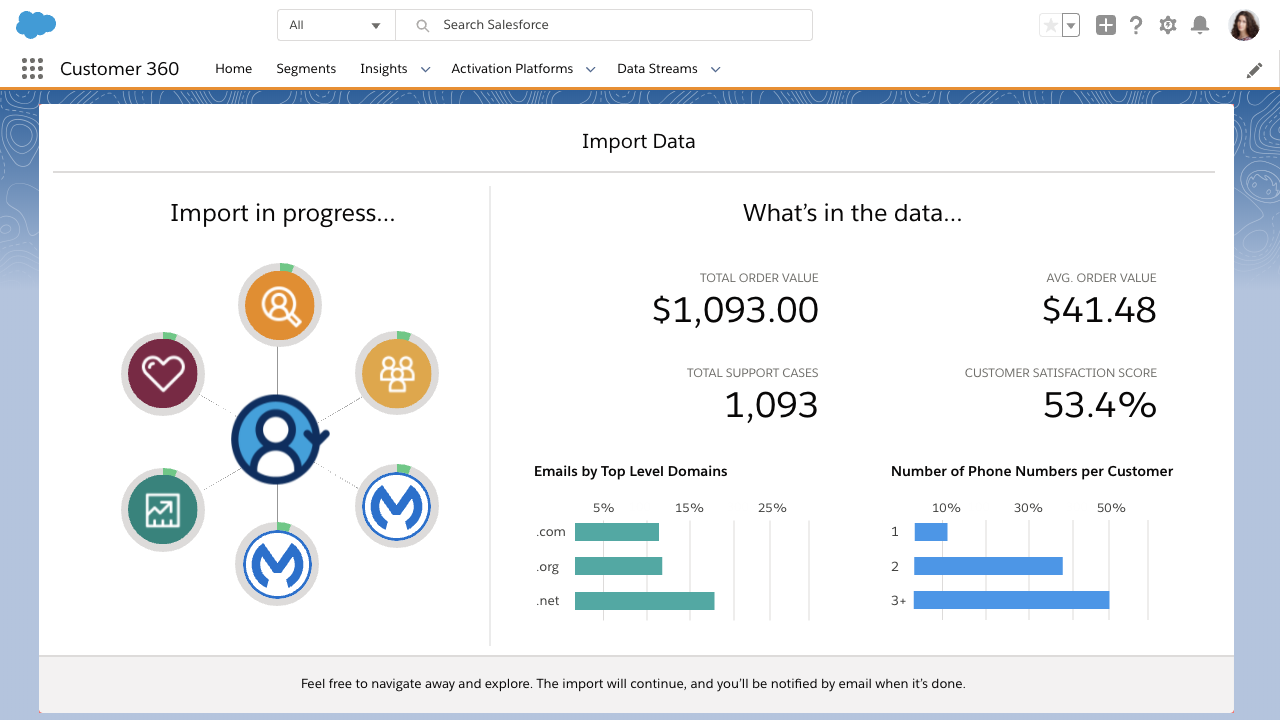 All
Search Salesforce
Customer 360
Home
Segments
Insights
Activation Platforms
Data Streams
Import Data
Import in progress...
What’s in the data...
TOTAL ORDER VALUE
$1,093.00
AVG. ORDER VALUE
$41.48
TOTAL SUPPORT CASES
1,093
CUSTOMER SATISFACTION SCORE
53.4%
Emails by Top Level Domains
5% 15% 25%
.com
.org
.net
Number of Phone Numbers per Customer
10% 30% 50%
1
2
3+
Feel free to navigate away and explore. The import will continue, and you’ll be notified by email when it’s done.